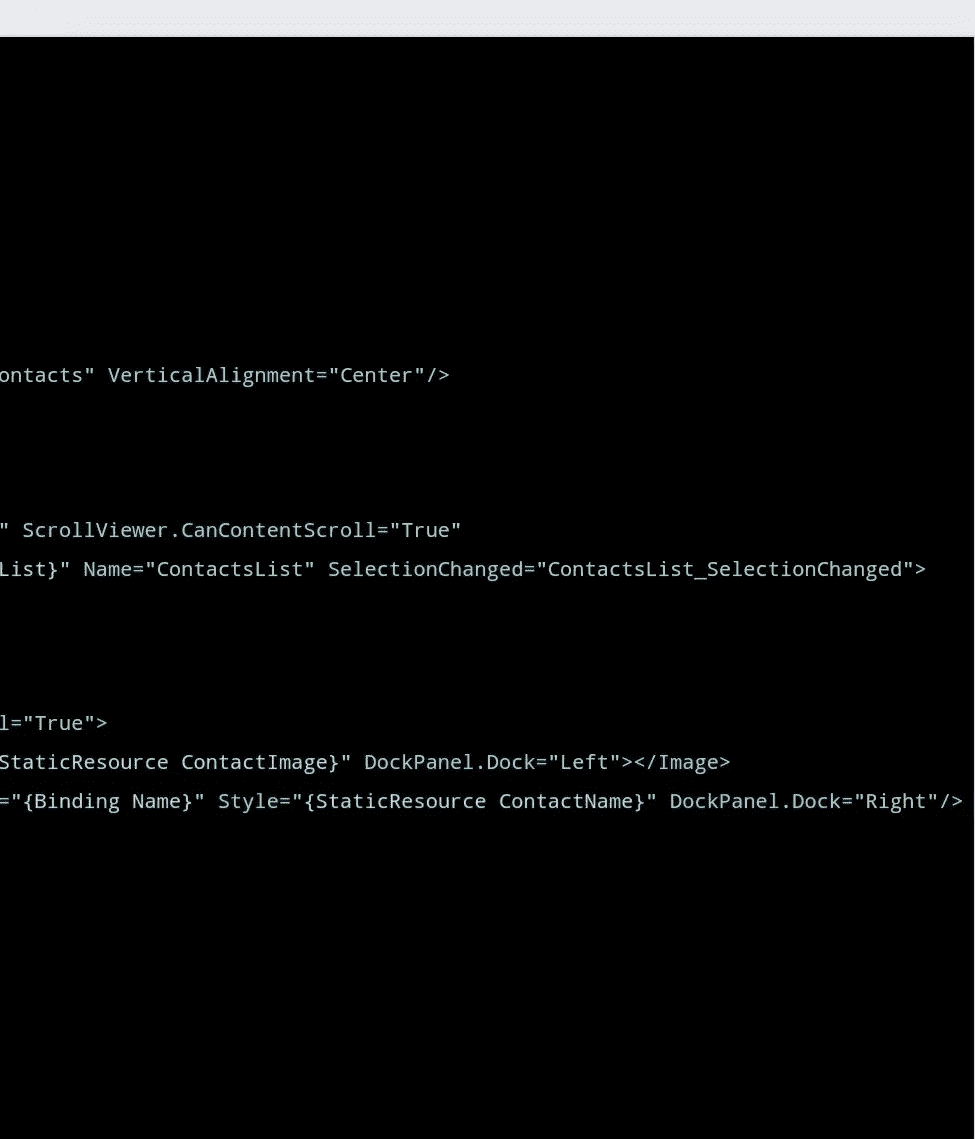 ontacts" VerticalAlignment="Center"/>
" ScrollViewer.CanContentScroll="True"
List}" Name="ContactsList" SelectionChanged="ContactsList_SelectionChanged">
l="True">
StaticResource ContactImage}" DockPanel.Dock="Left"></Image>
="{Binding Name}" Style="{StaticResource ContactName}" DockPanel.Dock="Right"/>